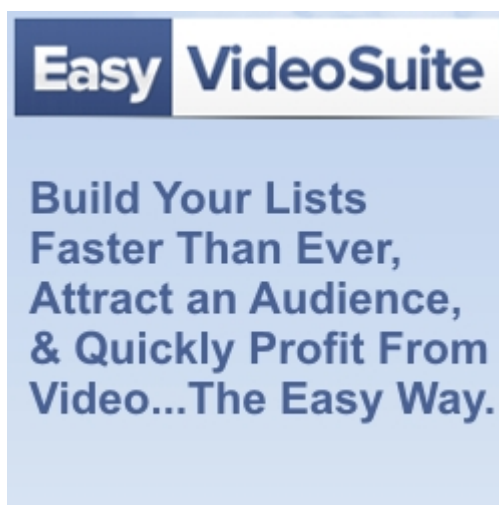 Easy VideoSuite
Build Your Lists
Faster Than Ever,
Attract an Audience,
& Quickly Profit From
Video...The Easy Way.